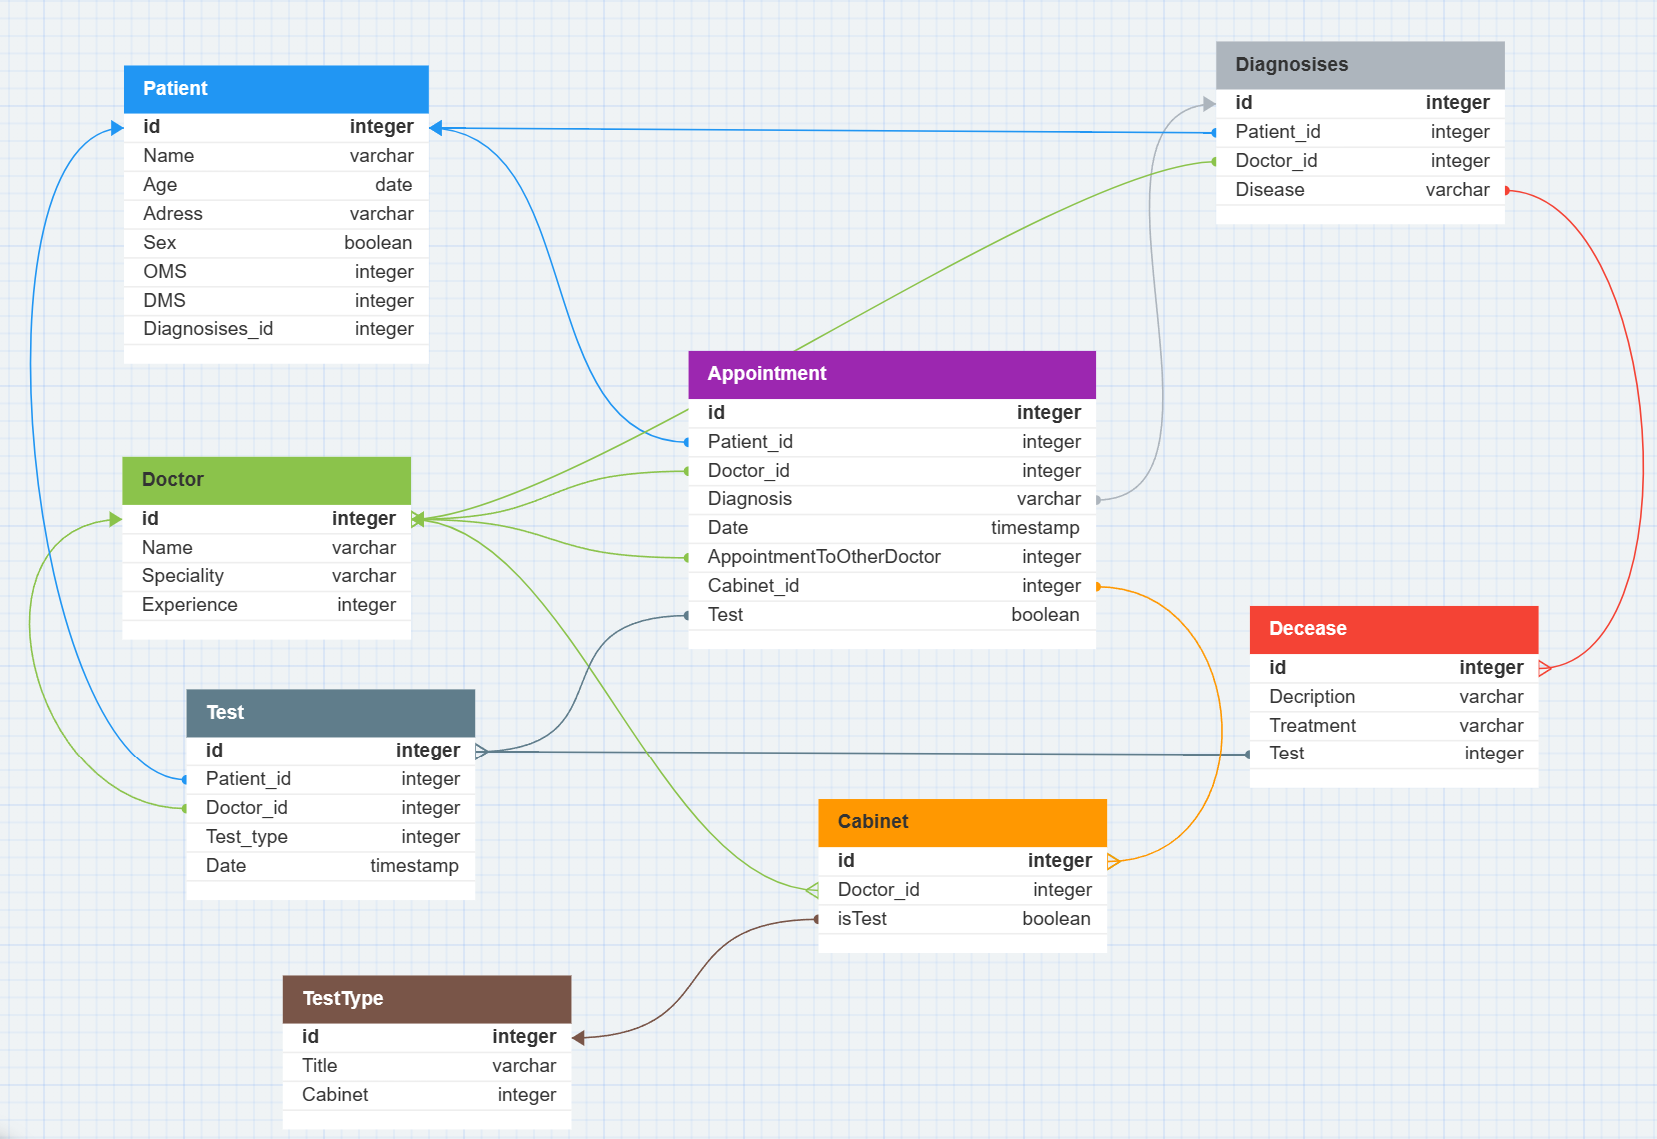 Patient
id integer
Name varchar
Age date
Adress varchar
Sex boolean
OMS integer
DMS integer
Diagnosises_id integer
Diagnosises
id integer
Patient_id integer
Doctor_id integer
Disease varchar
Appointment
id integer
Patient_id integer
Doctor_id integer
Diagnosis varchar
Date timestamp
AppointmentToOtherDoctor integer
Cabinet_id integer
Test boolean
Doctor
id integer
Name varchar
Speciality varchar
Experience integer
Decease
id integer
Decription varchar
Treatment varchar
Test integer
Test
id integer
Patient_id integer
Doctor_id integer
Test_type integer
Date timestamp
Cabinet
id integer
Doctor_id integer
isTest boolean
TestType
id integer
Title varchar
Cabinet integer